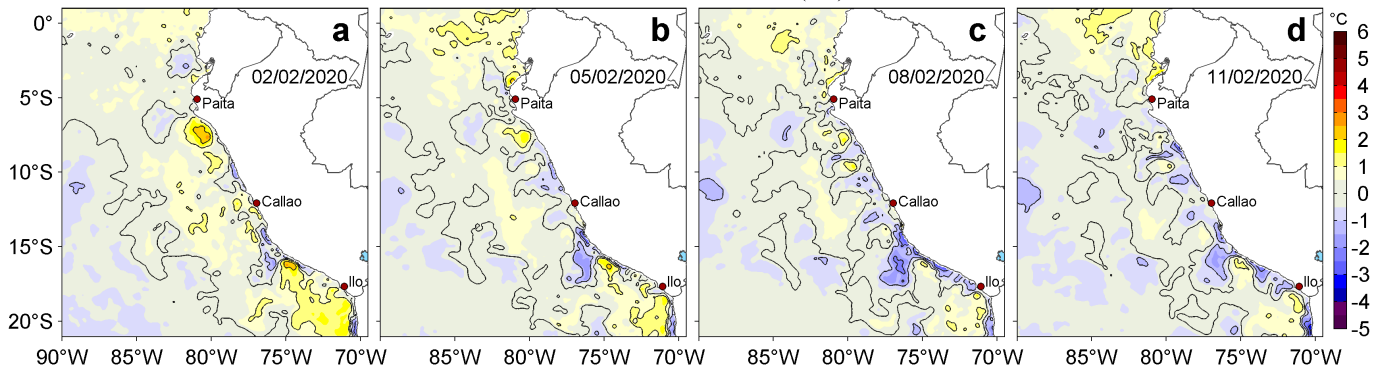 a b c d °C
0° 6
02/02/2020 05/02/2020 08/02/2020 11/02/2020 5
4
5°S Paita Paita Paita Paita 3
2
10°S 1
Callao Callao Callao Callao 0
-1
15°S -2
Ilo Ilo Ilo Ilo -3
-4
20°S -5
90°W 85°W 80°W 75°W 70°W 85°W 80°W 75°W 70°W 85°W 80°W 75°W 70°W 85°W 80°W 75°W 70°W